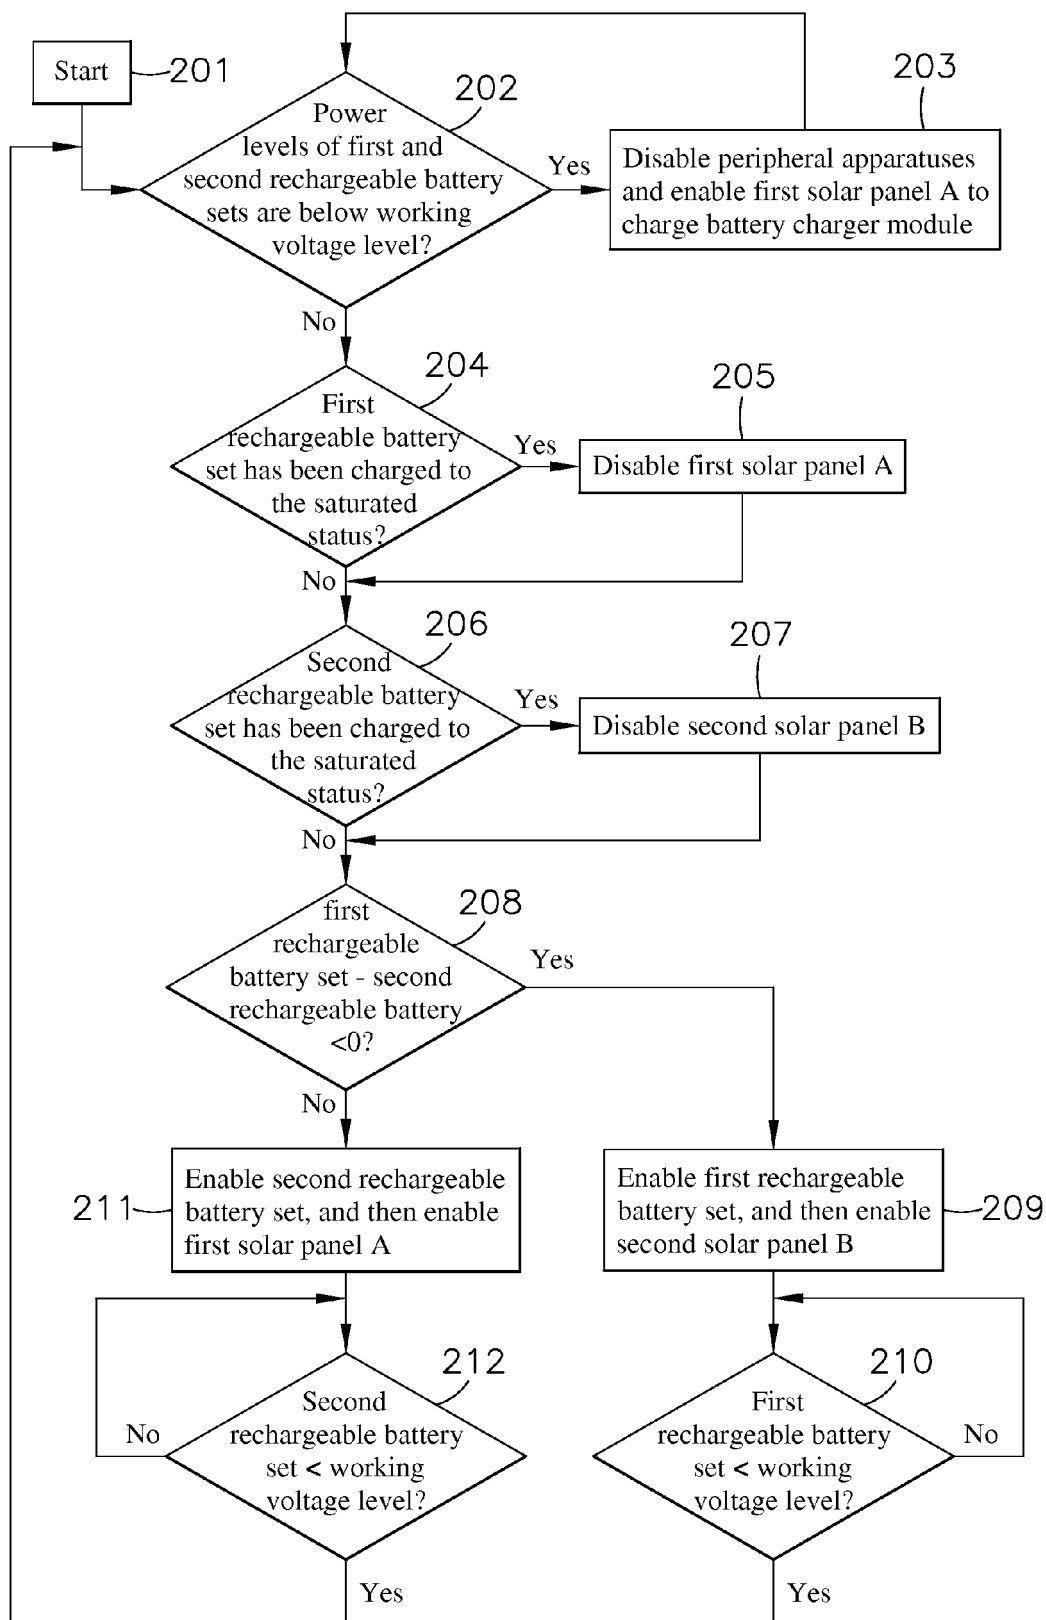 Start
201
202
203
Power
levels of first and
second rechargeable battery
sets are below working
voltage level?
Yes
Disable peripheral apparatuses
and enable first solar panel A to
charge battery charger module
No
204
205
First
rechargeable battery
set has been charged to
the saturated
status?
Yes
Disable first solar panel A
No
206
207
Second
rechargeable battery
set has been charged to
the saturated
status?
Yes
Disable second solar panel B
No
208
first
rechargeable
battery set - second
rechargeable battery
<0?
Yes
No
211
Enable second rechargeable
battery set, and then enable
first solar panel A
Enable first rechargeable
battery set, and then enable
second solar panel B
209
212
Second
rechargeable battery
set < working
voltage level?
No
Yes
210
First
rechargeable battery
set < working
voltage level?
No
Yes